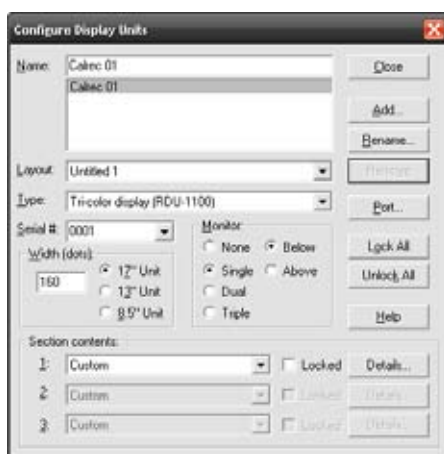 Configure Display Units
Name: Calrec 01 Close
Calrec 01
Add...
Rename...
Layout: Untitled 1 Remove
Type: Tri-color display (RDU-1100) Port...
Serial #: 0001 Monitor
None Below Lock All
Width (dots)
160 17" Unit Single Above Unlock All
13" Unit Dual
8.5" Unit Triple Help
Section contents:
1: Custom Locked Details...
2: Custom Locked Details...
3: Custom Locked Details...